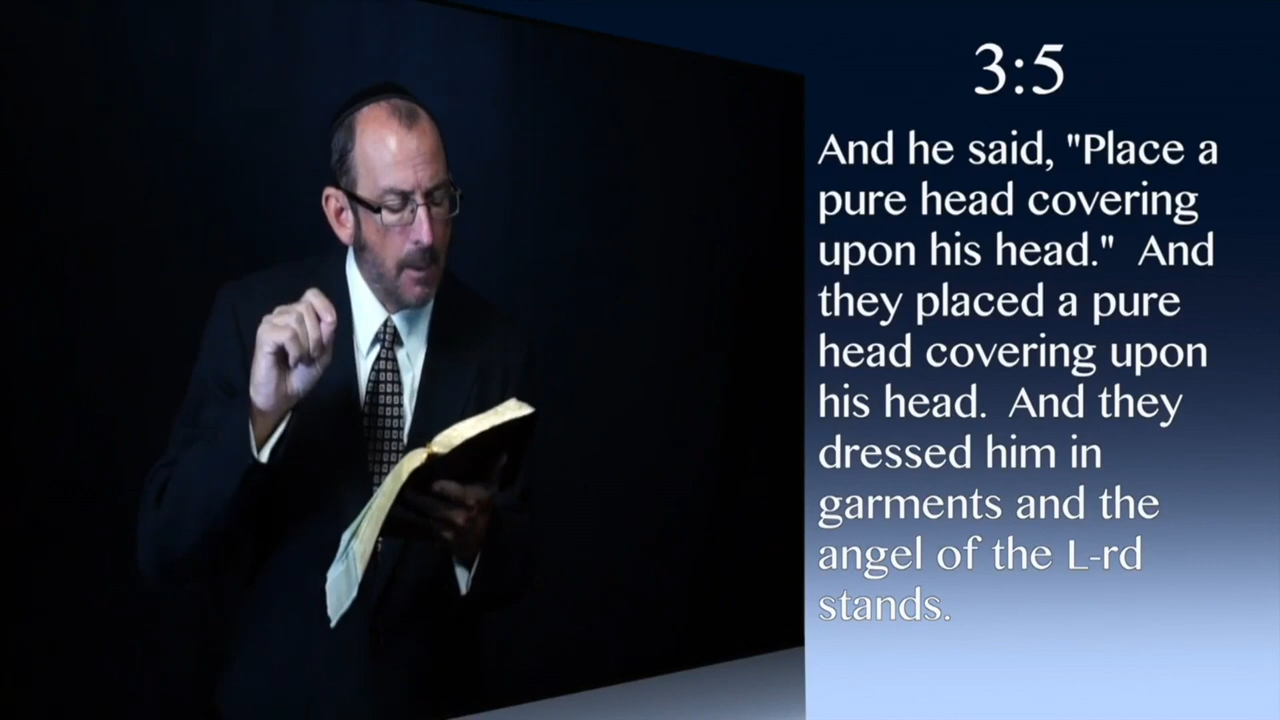 3:5
And he said, "Place a
pure head covering
upon his head."  And
they placed a pure
head covering upon
his head.  And they
dressed him in
garments and the
angel of the L-rd
stands.